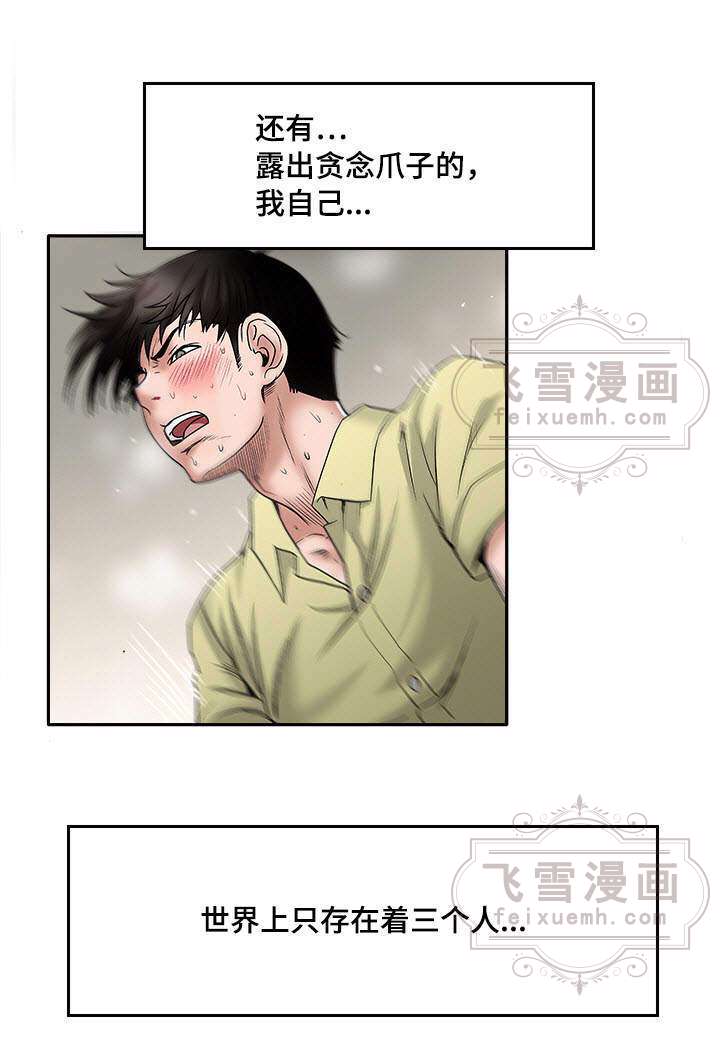 还有...
露出贪念爪子的，
我自己...
飞雪漫画
feixuemh.com
世界上只存在着三个人...
飞雪漫画
feixuemh.com